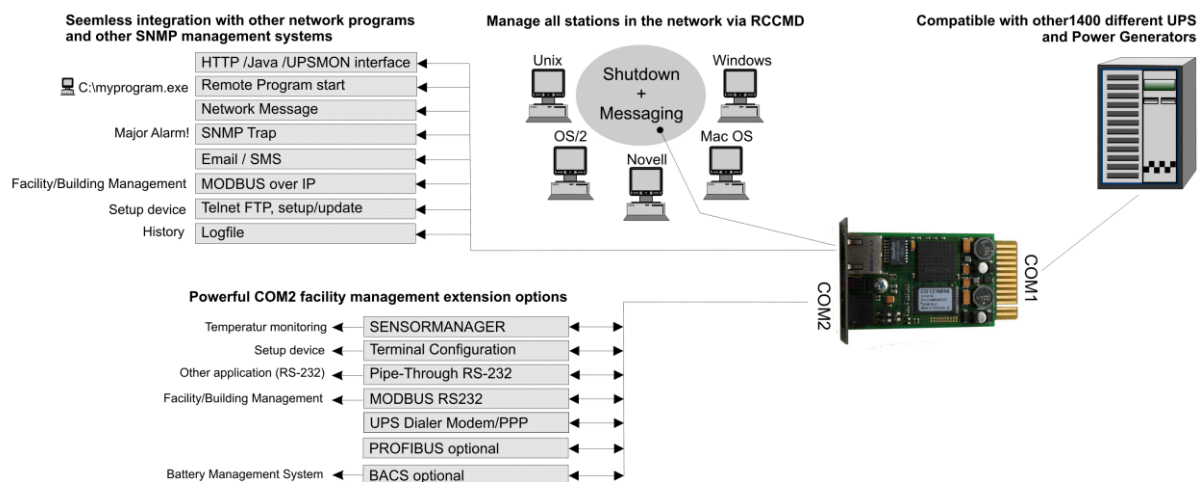 Seemless integration with other network programs
and other SNMP management systems
HTTP /Java /UPSMON interface
C:\myprogram.exe Remote Program start
Network Message
Major Alarm! SNMP Trap
Email / SMS
Facility/Building Management MODBUS over IP
Setup device Telnet FTP, setup/update
History Logfile
Manage all stations in the network via RCCMD
Unix
Shutdown
+
Messaging
Windows
OS/2
Novell
Mac OS
Compatible with other1400 different UPS
and Power Generators
COM1
COM2
Powerful COM2 facility management extension options
Temperatur monitoring SENSORMANAGER
Setup device Terminal Configuration
Other application (RS-232) Pipe-Through RS-232
Facility/Building Management MODBUS RS232
UPS Dialer Modem/PPP
PROFIBUS optional
Battery Management System BACS optional